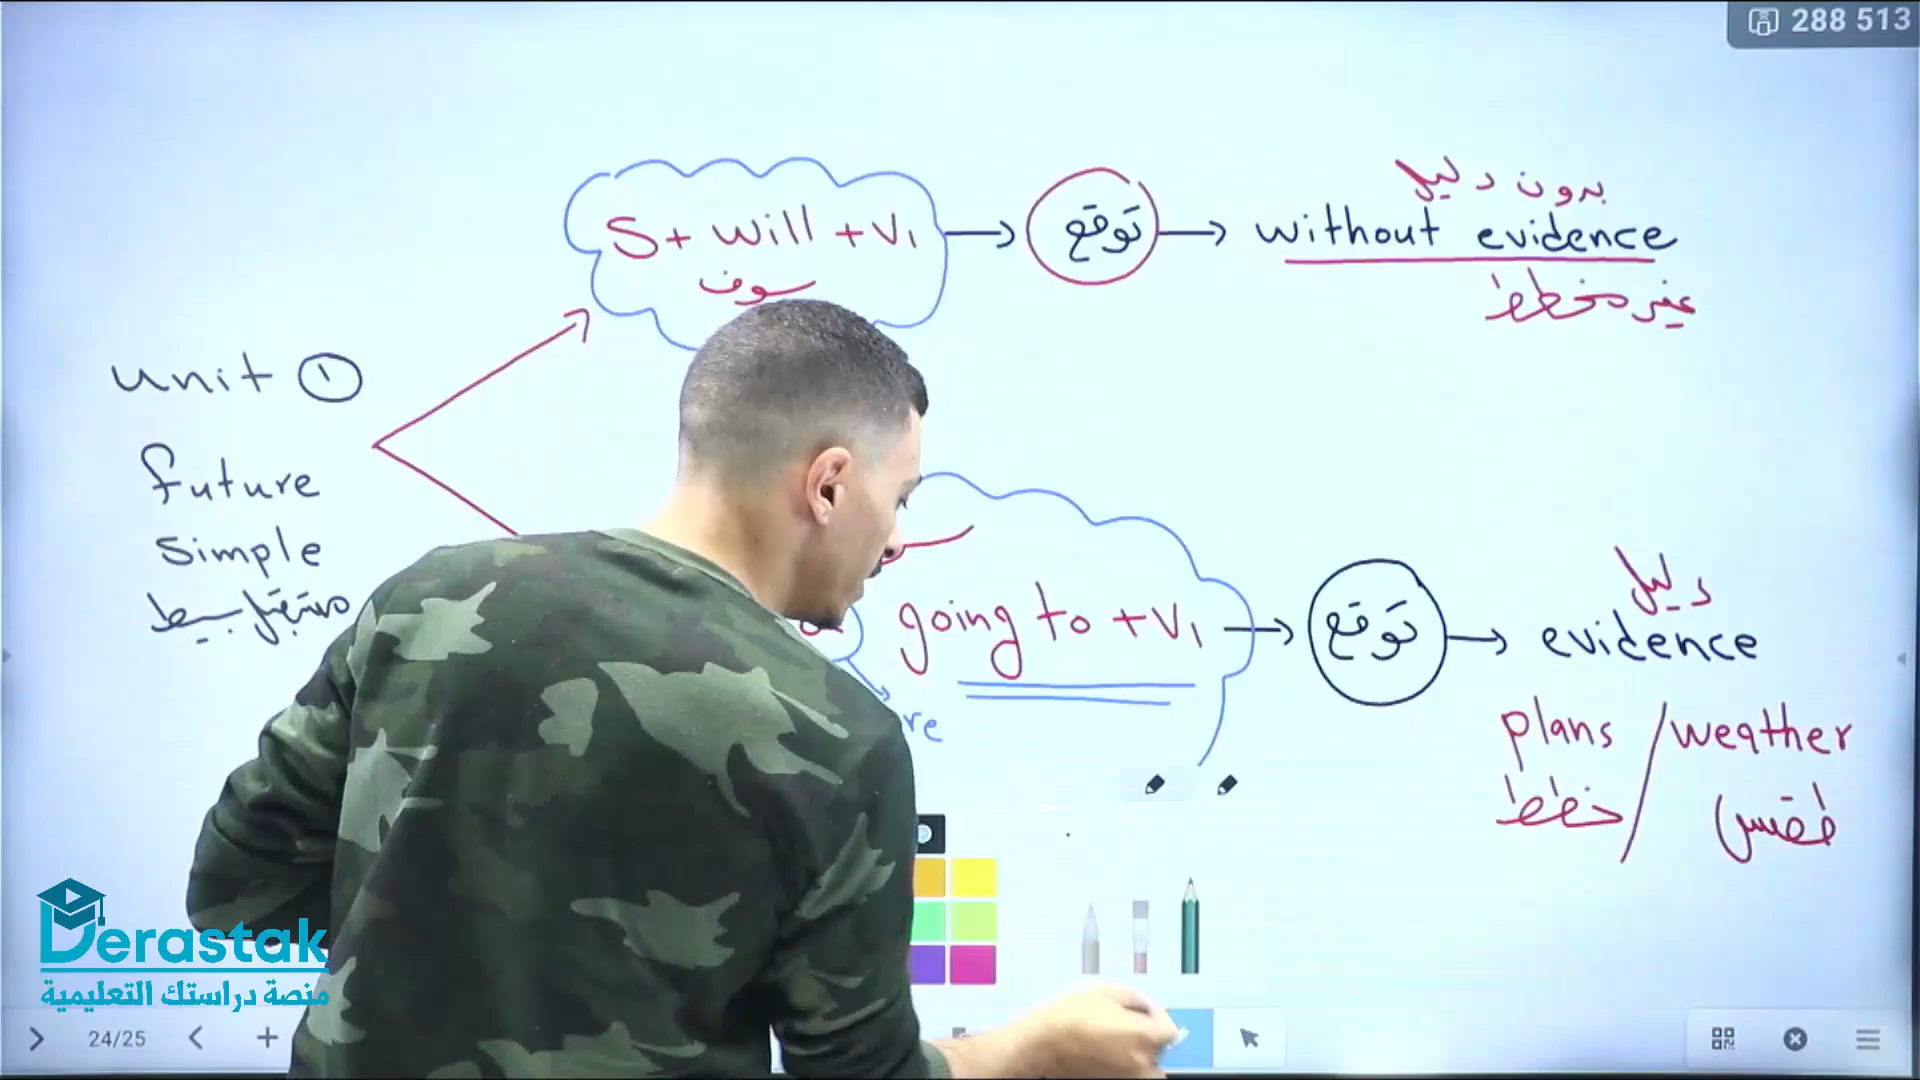 288 513
بدون دليل
S + will + V1 → توقع → without evidence
سوف
غير مخطط
unit ①
future
simple
مستقبل بسيط
going to + V1 → توقع → evidence
دليل
re
plans / weather
خطط / طقس
Derastak
منصة دراستك التعليمية
24/25